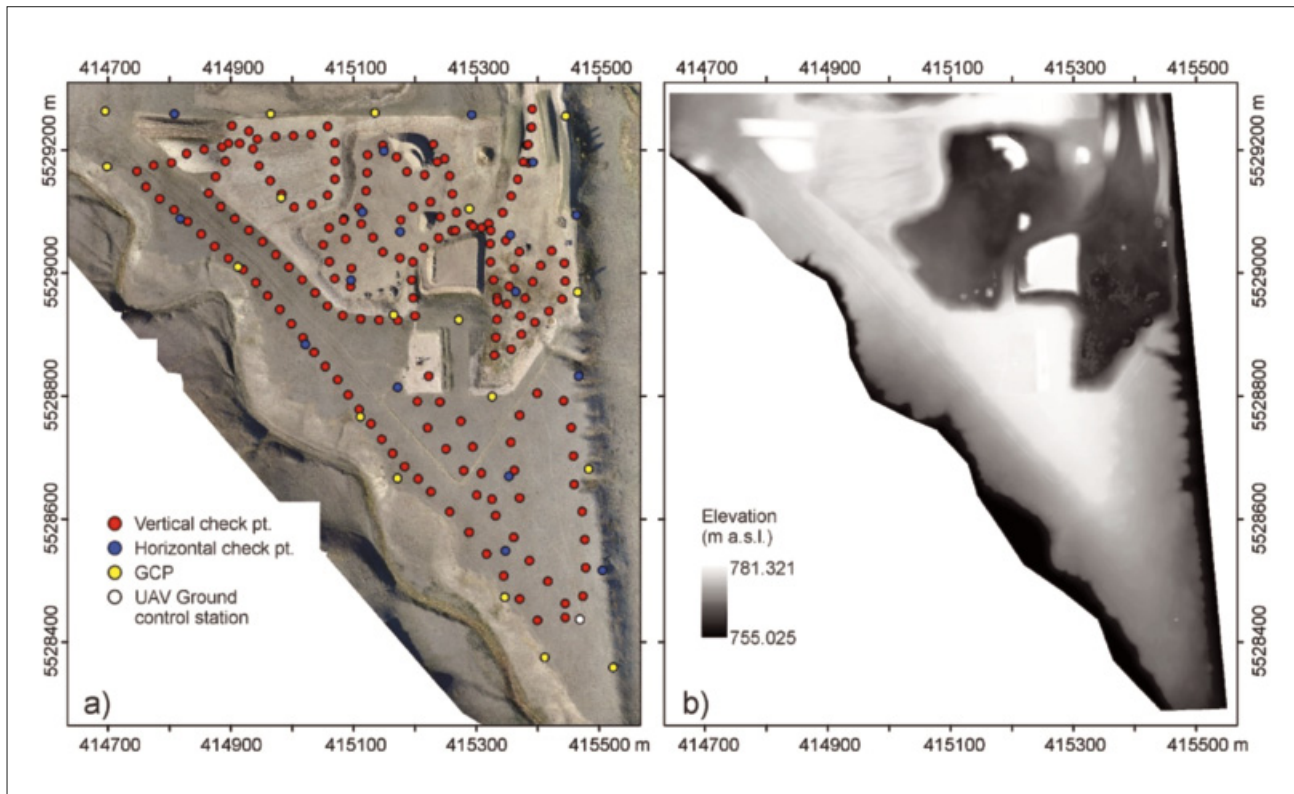 414700 414900 415100 415300 415500
414700 414900 415100 415300 415500
5529200 m
5529000
5528800
5528600
5528400
5529200 m
5529000
5528800
5528600
5528400
Vertical check pt.
Horizontal check pt.
GCP
UAV Ground
control station
a)
Elevation
(m a.s.l.)
781.321
755.025
b)
414700 414900 415100 415300 415500 m
414700 414900 415100 415300 415500 m